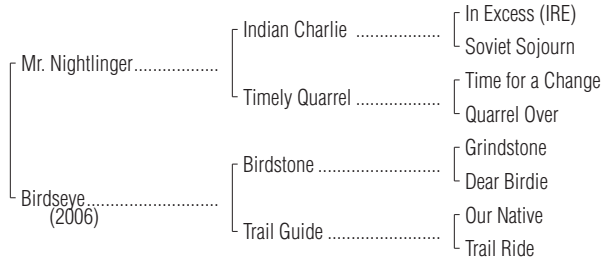 In Excess (IRE)
Indian Charlie ..................
Soviet Sojourn
Mr. Nightlinger..................
Time for a Change
Timely Quarrel ..................
Quarrel Over
Grindstone
Birdstone ..........................
Dear Birdie
Birdseye............................
(2006)
Our Native
Trail Guide ........................
Trail Ride